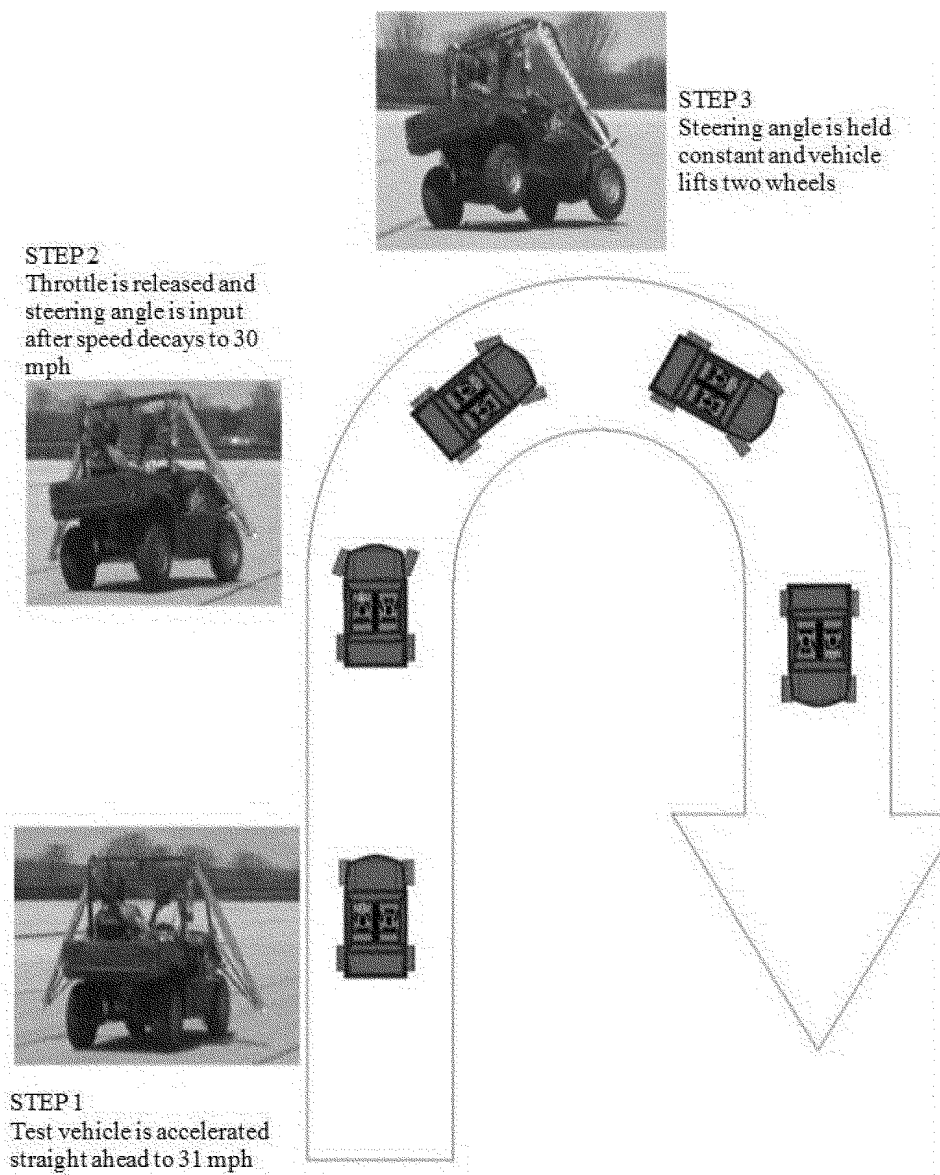 STEP 3
Steering angle is held
constant and vehicle
lifts two wheels
STEP 2
Throttle is released and
steering angle is input
after speed decays to 30
mph
STEP 1
Test vehicle is accelerated
straight ahead to 31 mph